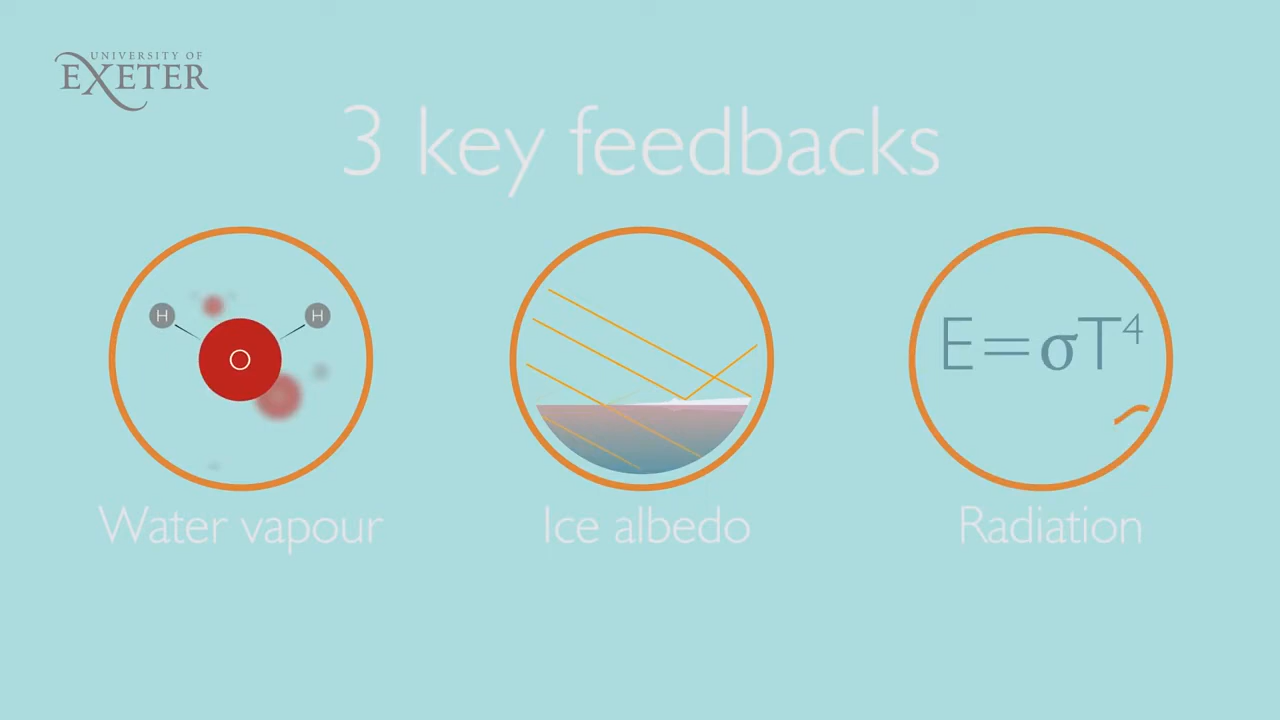 UNIVERSITY OF
EXETER
3 key feedbacks
H
H
O
E=σT⁴
Water vapour
Ice albedo
Radiation